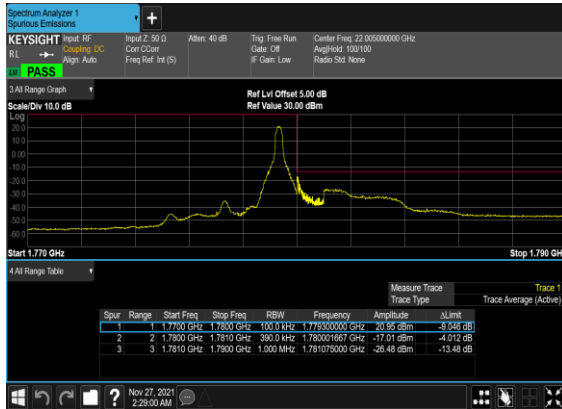 Spectrum Analyzer 1
Spurious Emissions
+
KEYSIGHT Input: RF Input Z: 50 Ω Atten: 40 dB Trig: Free Run Center Freq: 22.005000000 GHz
RL Coupling: DC Corr CCorr Gate: Off Avg|Hold: 100/100
Align: Auto Freq Ref: Int (S) IF Gain: Low Radio Std: None
LW PASS
3 All Range Graph Ref Lvl Offset 5.00 dB
Scale/Div 10.0 dB Ref Value 30.00 dBm
Log
20.0
10.0
0.00
-10.0
-20.0
-30.0
-40.0
-50.0
-60.0
Start 1.770 GHz Stop 1.790 GH
4 All Range Table
Measure Trace Trace 1
Trace Type Trace Average (Active)
Spur Range Start Freq Stop Freq RBW Frequency Amplitude ΔLimit
1 1 1.7700 GHz 1.7800 GHz 100.0 kHz 1.779300000 GHz 20.95 dBm -9.046 dB
2 2 1.7800 GHz 1.7810 GHz 390.0 kHz 1.780001667 GHz -17.01 dBm -4.012 dB
3 3 1.7810 GHz 1.7900 GHz 1.000 MHz 1.781075000 GHz -26.48 dBm -13.48 dB
? Nov 27, 2021
2:29:00 AM